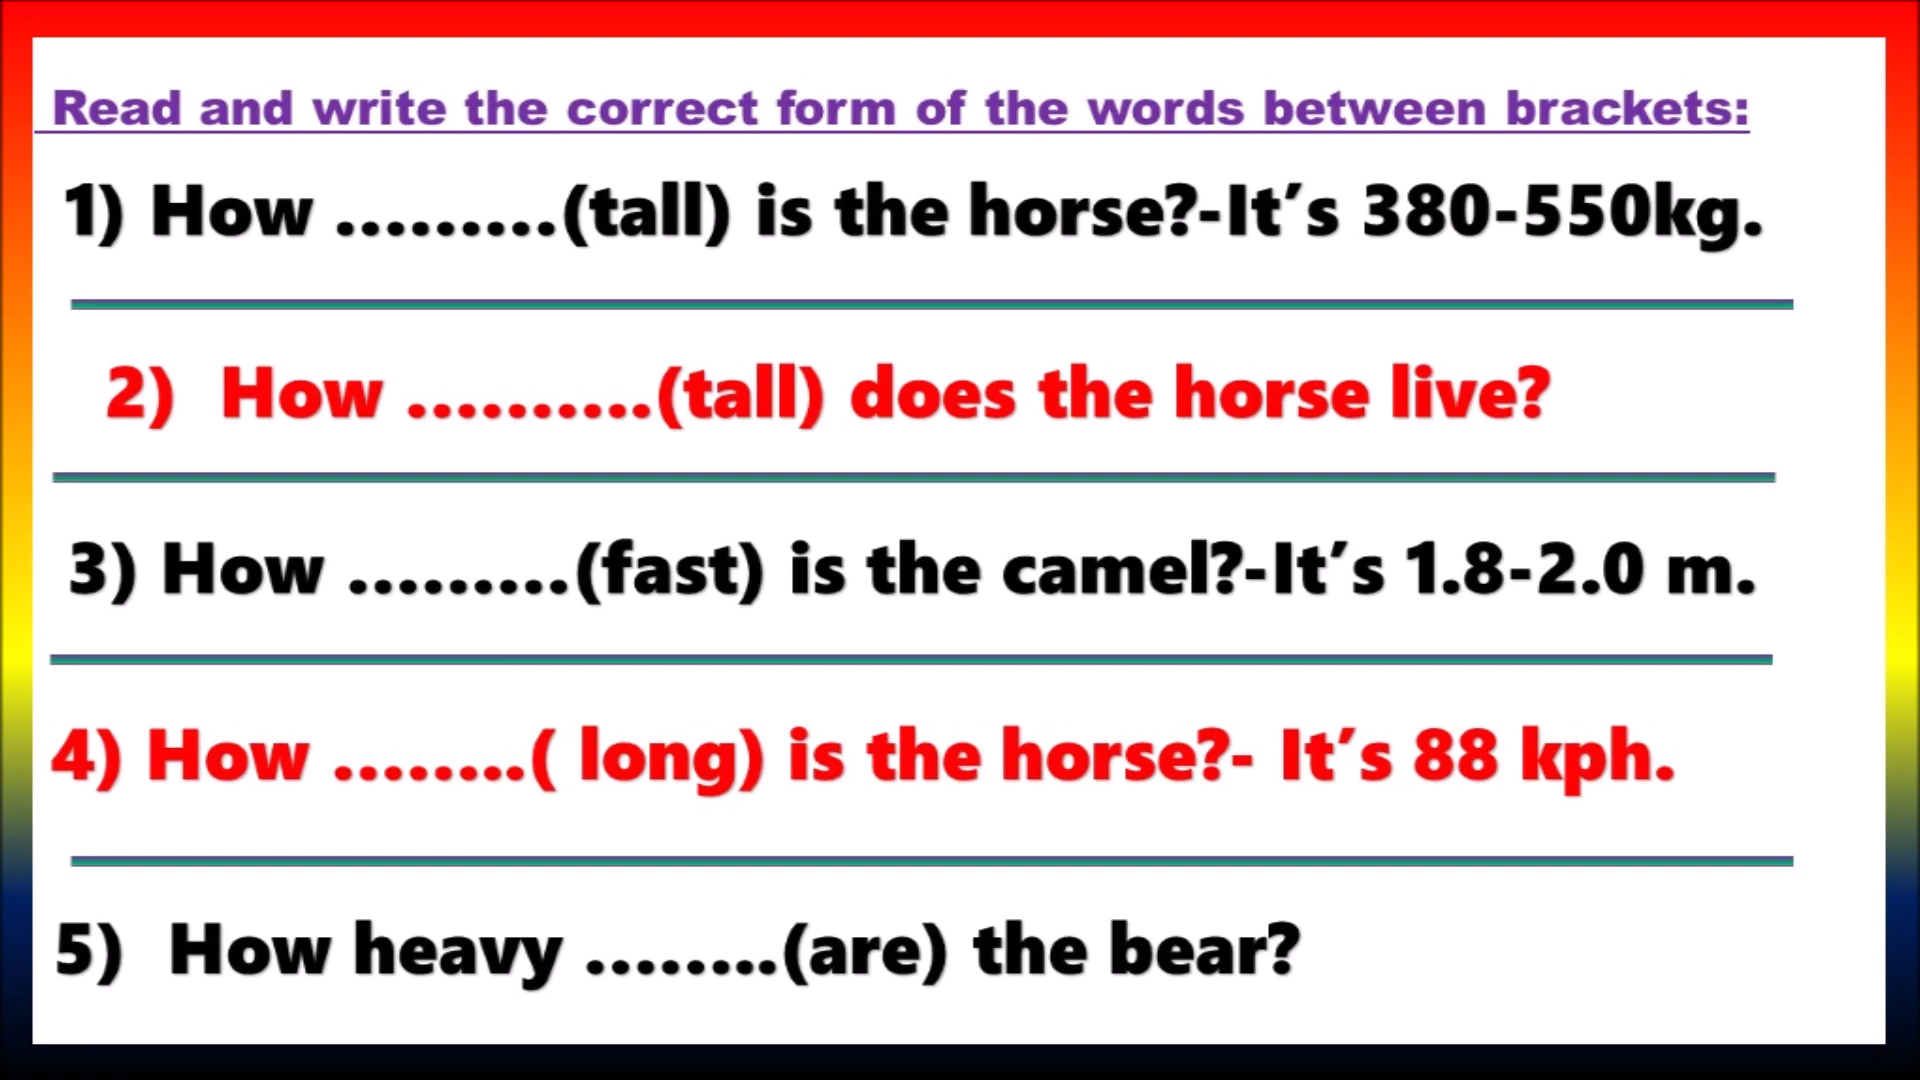 Read and write the correct form of the words between brackets:
1) How ………(tall) is the horse?-It’s 380-550kg.
2) How ……….(tall) does the horse live?
3) How ………(fast) is the camel?-It’s 1.8-2.0 m.
4) How ……..( long) is the horse?- It’s 88 kph.
5) How heavy ……..(are) the bear?